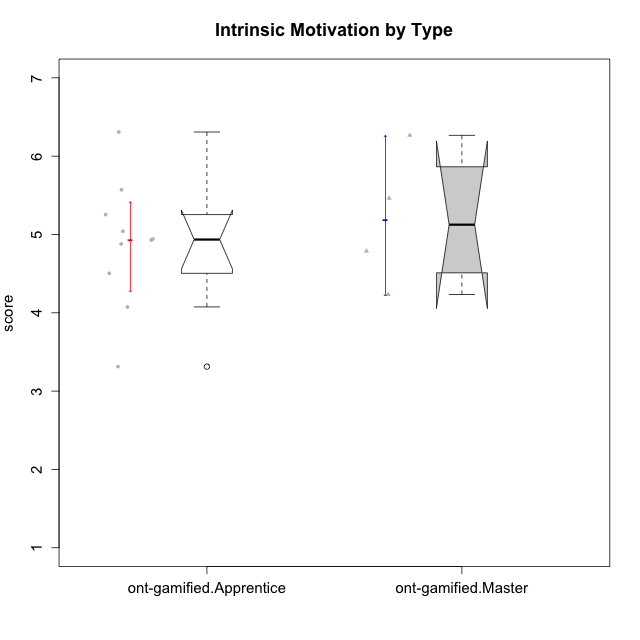 Intrinsic Motivation by Type
score
7
6
5
4
3
2
1
ont-gamified.Apprentice
ont-gamified.Master